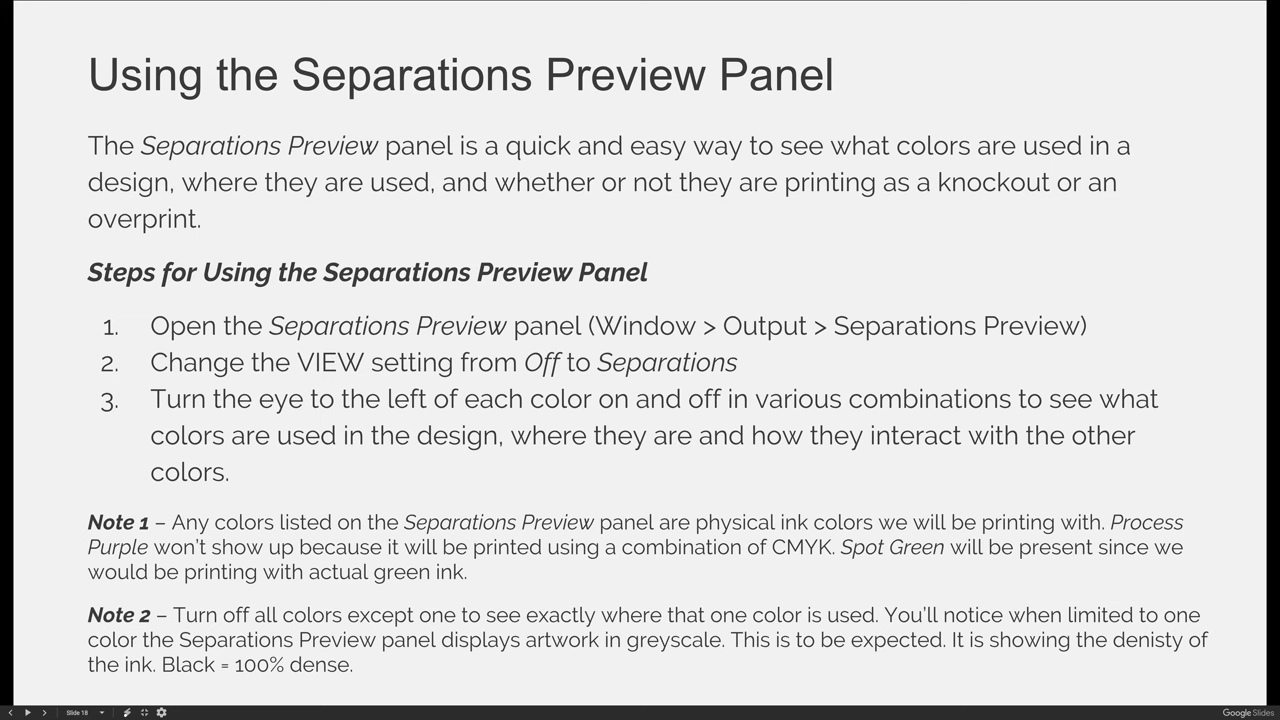 Using the Separations Preview Panel
The Separations Preview panel is a quick and easy way to see what colors are used in a
design, where they are used, and whether or not they are printing as a knockout or an
overprint.
Steps for Using the Separations Preview Panel
1. Open the Separations Preview panel (Window > Output > Separations Preview)
2. Change the VIEW setting from Off to Separations
3. Turn the eye to the left of each color on and off in various combinations to see what
colors are used in the design, where they are and how they interact with the other
colors.
Note 1 – Any colors listed on the Separations Preview panel are physical ink colors we will be printing with. Process
Purple won’t show up because it will be printed using a combination of CMYK. Spot Green will be present since we
would be printing with actual green ink.
Note 2 – Turn off all colors except one to see exactly where that one color is used. You’ll notice when limited to one
color the Separations Preview panel displays artwork in greyscale. This is to be expected. It is showing the denisty of
the ink. Black = 100% dense.
Slide 18
Google Slides